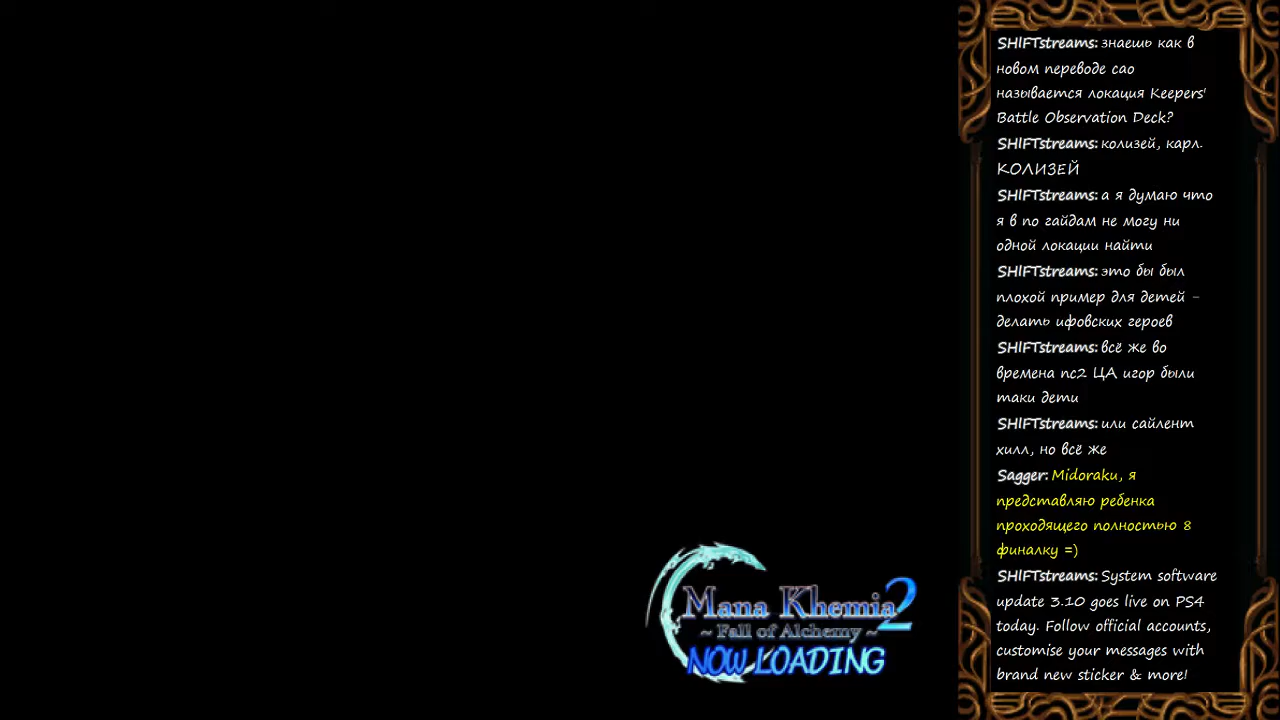 SHIFTstreams: знаешь как в
новом переводе сао
называется локация Keepers'
Battle Observation Deck?
SHIFTstreams: колизей, карл.
КОЛИЗЕЙ
SHIFTstreams: а я думаю что
я в по гайдам не могу ни
одной локации найти
SHIFTstreams: это бы был
плохой пример для детей -
делать ифовских героев
SHIFTstreams: всё же во
времена пс2 ЦА игор были
таки дети
SHIFTstreams: или сайлент
хилл, но всё же
Sagger: Midoraku, я
представляю ребенка
проходящего полностью 8
финалку =)
SHIFTstreams: System software
update 3.10 goes live on PS4
today. Follow official accounts,
customise your messages with
brand new sticker & more!
Mana Khemia 2
~ Fall of Alchemy ~
NOW LOADING